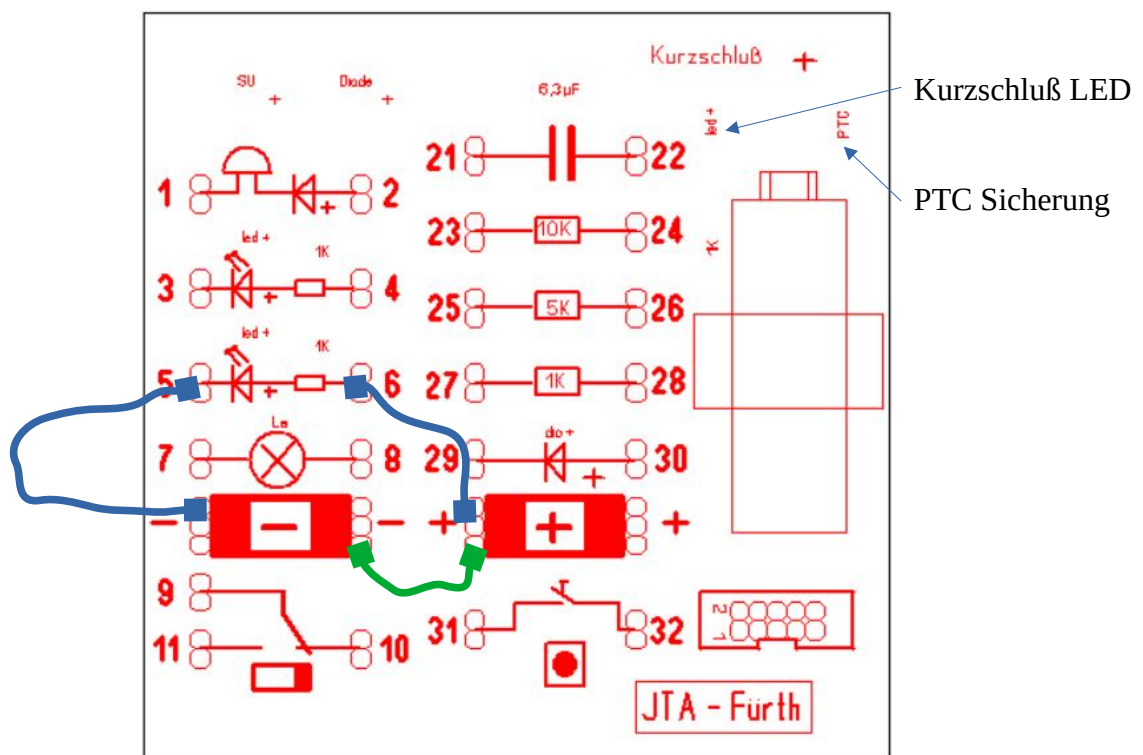 Kurzschluß +
SU +
Diode +
6,3µF
led +
PTC
Kurzschluß LED
PTC Sicherung
1 + 2
21 22
led + 1K
3 + 4
23 10K 24
1K
25 5K 26
led + 1K
5 + 6
27 1K 28
La
7 8
dio +
29 + 30
- - -
+ + +
9
11 10
31 32
2
1
JTA - Fürth